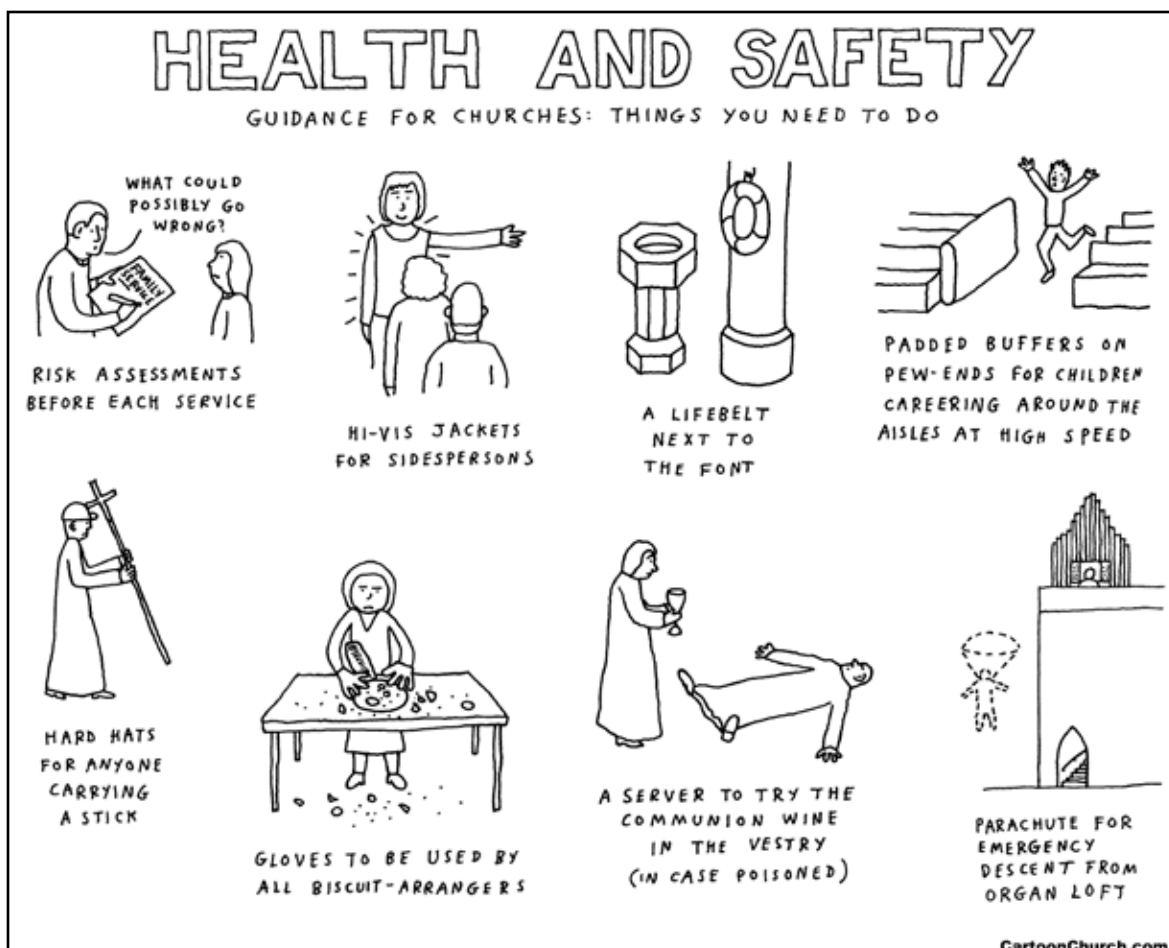 HEALTH AND SAFETY
GUIDANCE FOR CHURCHES: THINGS YOU NEED TO DO
WHAT COULD
POSSIBLY GO
WRONG?
FAMILY
SERVICE
RISK ASSESSMENTS
BEFORE EACH SERVICE
HI-VIS JACKETS
FOR SIDESPERSONS
A LIFEBELT
NEXT TO
THE FONT
PADDED BUFFERS ON
PEW-ENDS FOR CHILDREN
CAREERING AROUND THE
AISLES AT HIGH SPEED
HARD HATS
FOR ANYONE
CARRYING
A STICK
GLOVES TO BE USED BY
ALL BISCUIT-ARRANGERS
A SERVER TO TRY THE
COMMUNION WINE
IN THE VESTRY
(IN CASE POISONED)
PARACHUTE FOR
EMERGENCY
DESCENT FROM
ORGAN LOFT
CartoonChurch.com